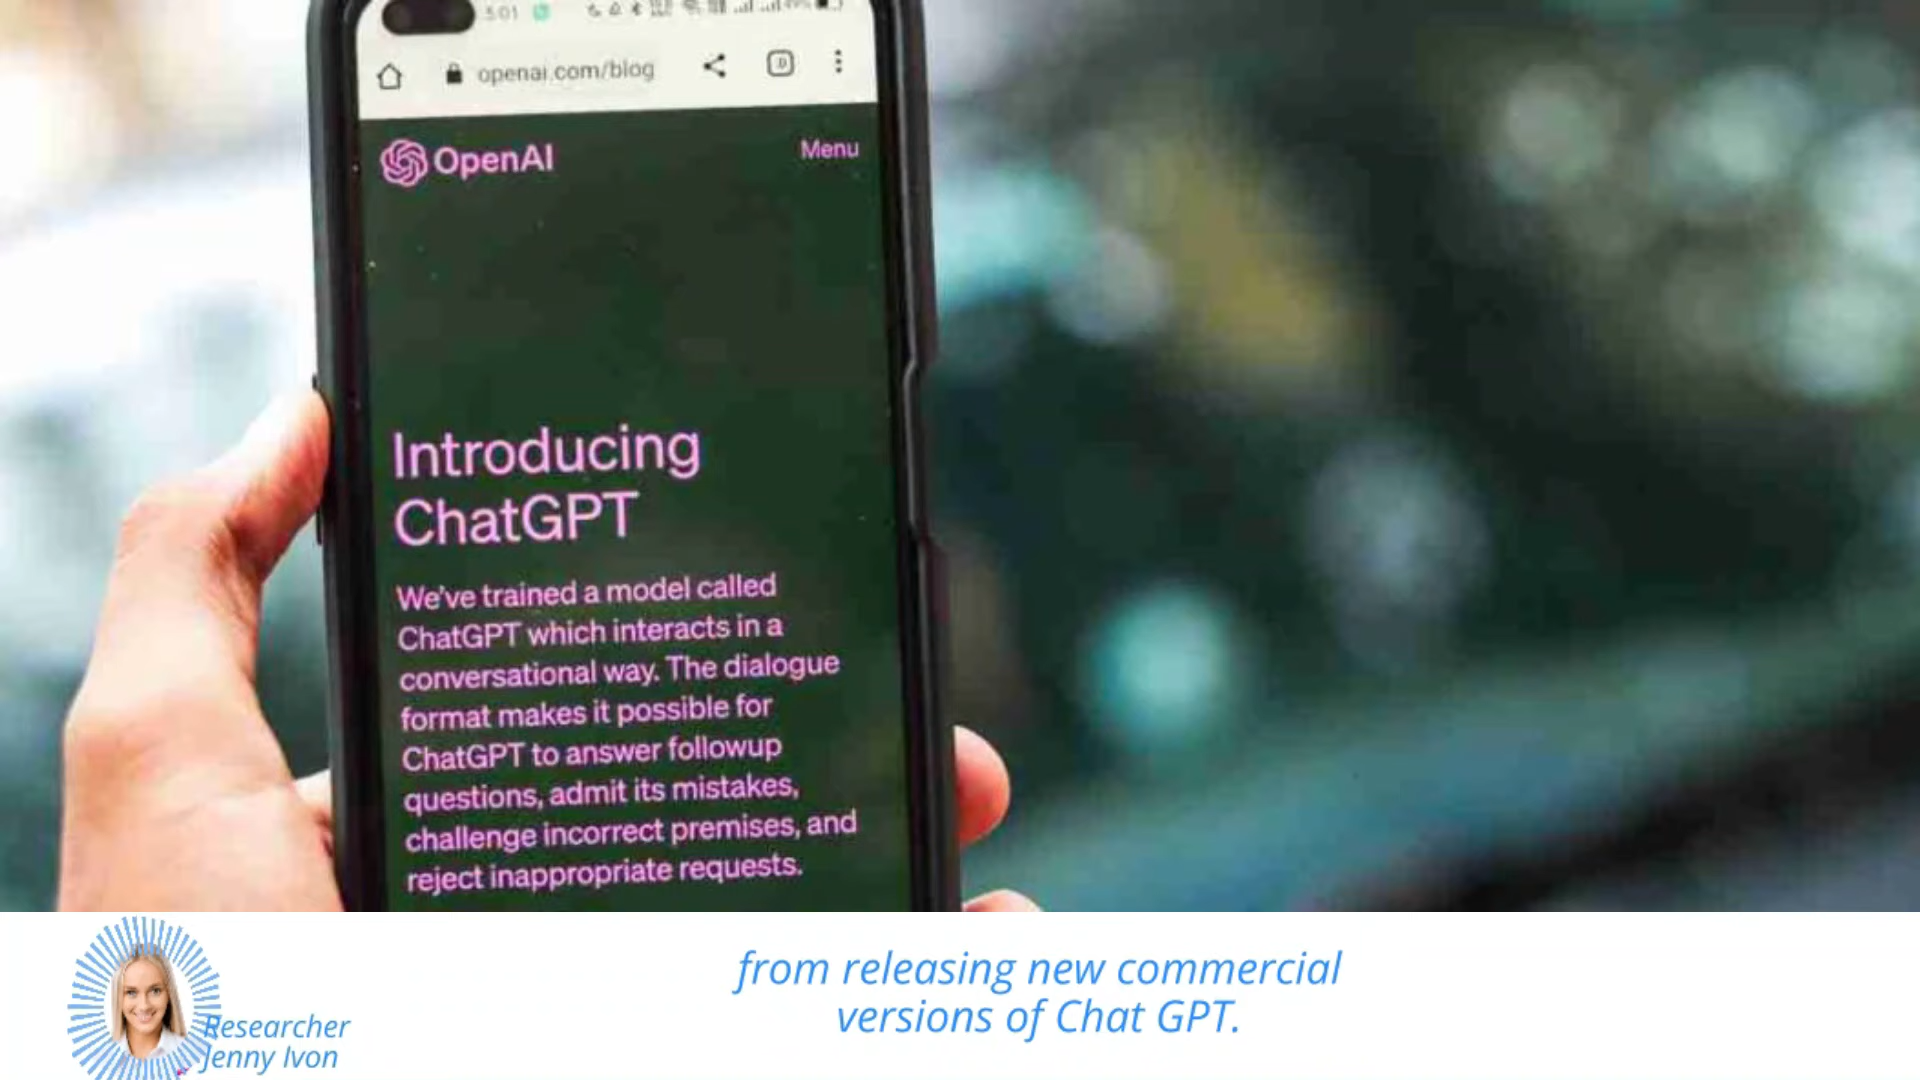 5:01
openai.com/blog
OpenAI
Menu
Introducing
ChatGPT
We've trained a model called
ChatGPT which interacts in a
conversational way. The dialogue
format makes it possible for
ChatGPT to answer followup
questions, admit its mistakes,
challenge incorrect premises, and
reject inappropriate requests.
from releasing new commercial
versions of Chat GPT.
Researcher
Jenny Ivon